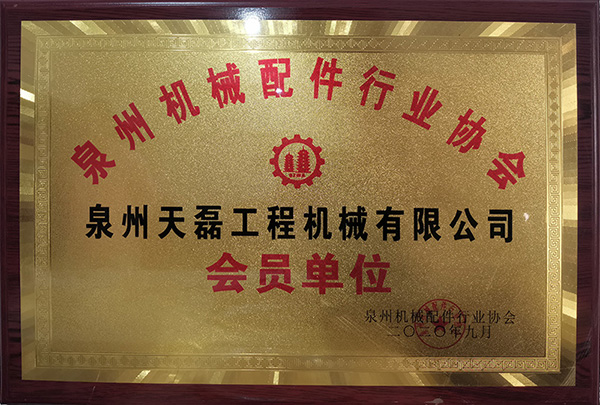 泉州机械配件行业协会
泉州天磊工程机械有限公司
会员单位
泉州机械配件行业协会
二〇二〇年九月